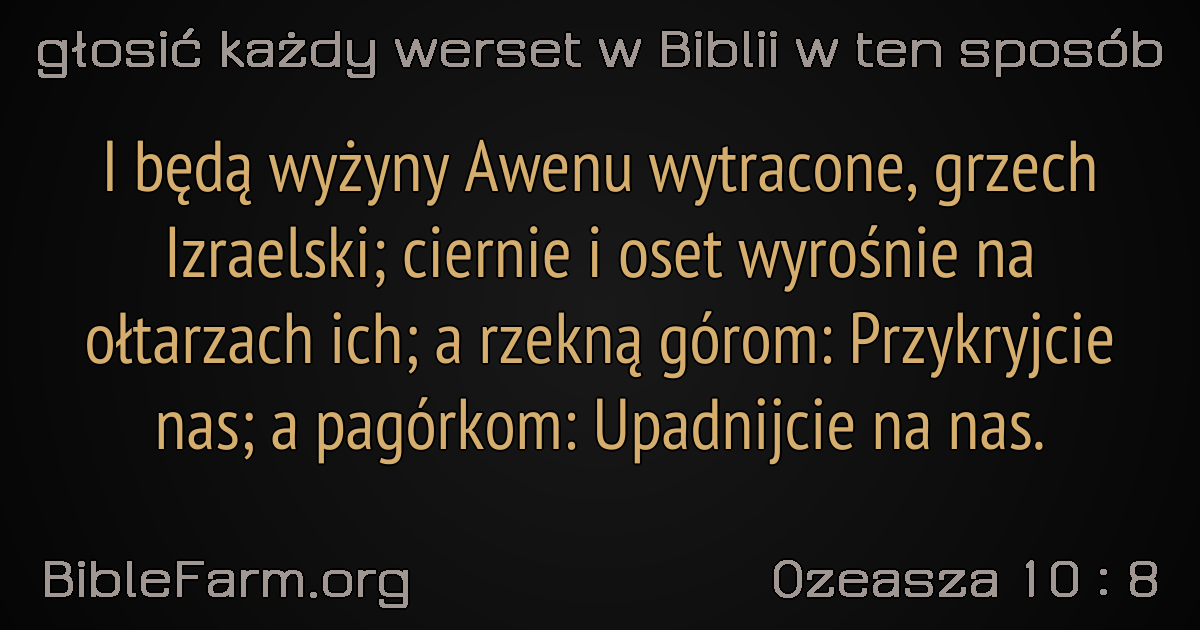 głosić każdy werset w Biblii w ten sposób
I będą wyżyny Awenu wytracone, grzech
Izraelski; ciernie i oset wyrośnie na
ołtarzach ich; a rzekną górom: Przykryjcie
nas; a pagórkom: Upadnijcie na nas.
BibleFarm.org
Ozeasza 10 : 8